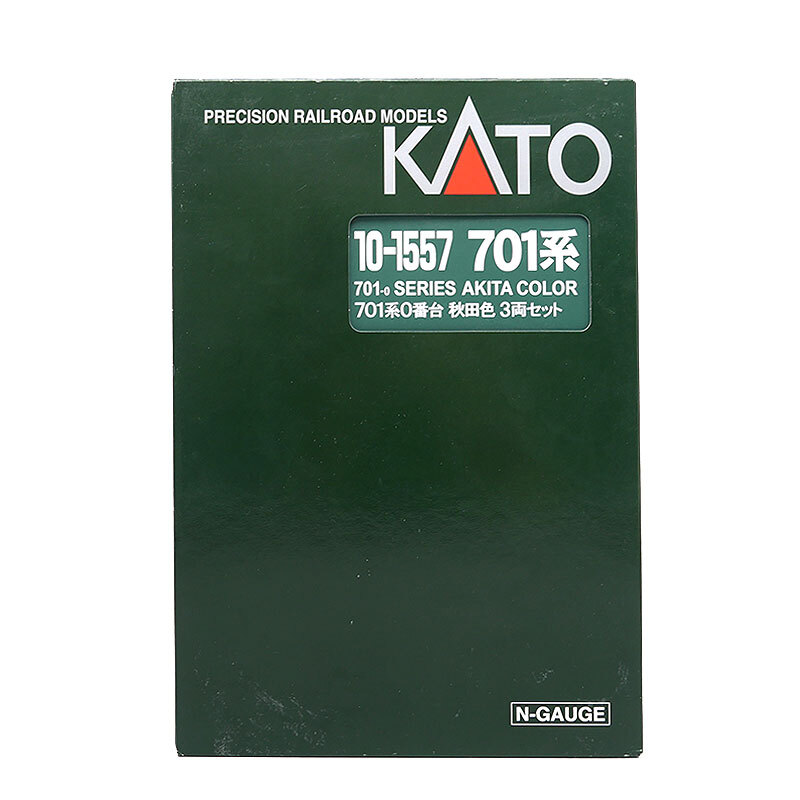 PRECISION RAILROAD MODELS
KATO
10-1557 701系
701-0 SERIES AKITA COLOR
701系0番台 秋田色 3両セット
N-GAUGE